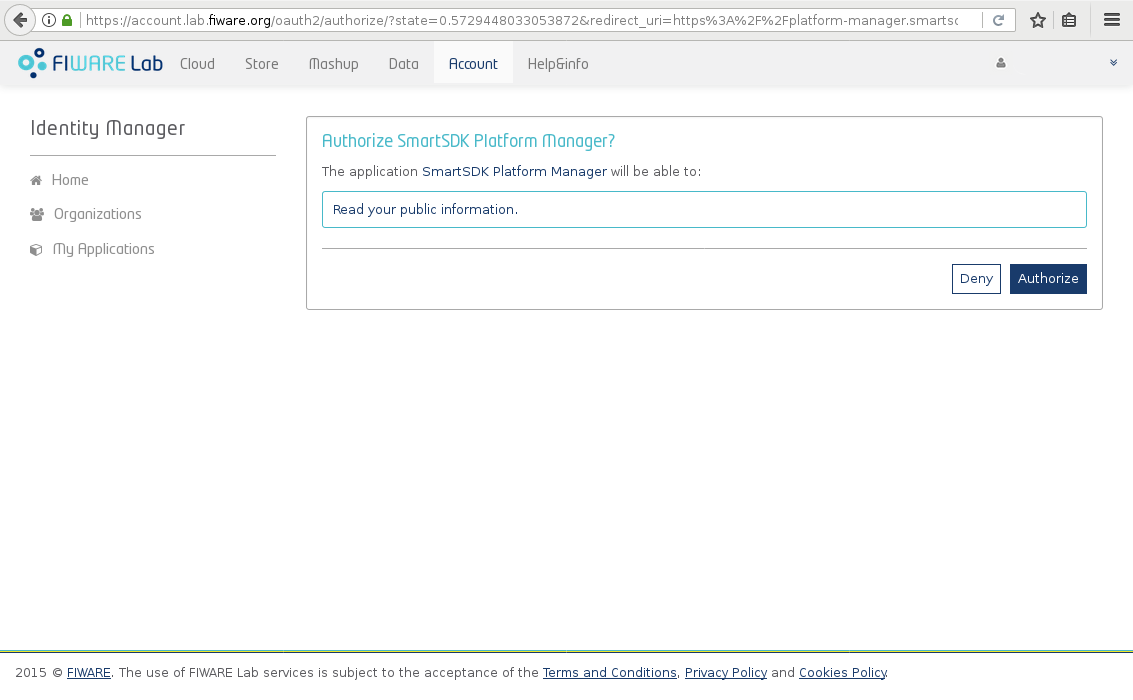 https://account.lab.fiware.org/oauth2/authorize/?state=0.5729448033053872&redirect_uri=https%3A%2F%2Fplatform-manager.smartsd
FIWARE Lab Cloud Store Mashup Data Account Help&info
Identity Manager
Home
Organizations
My Applications
Authorize SmartSDK Platform Manager?
The application SmartSDK Platform Manager will be able to:
Read your public information.
Deny Authorize
2015 © FIWARE. The use of FIWARE Lab services is subject to the acceptance of the Terms and Conditions, Privacy Policy and Cookies Policy.